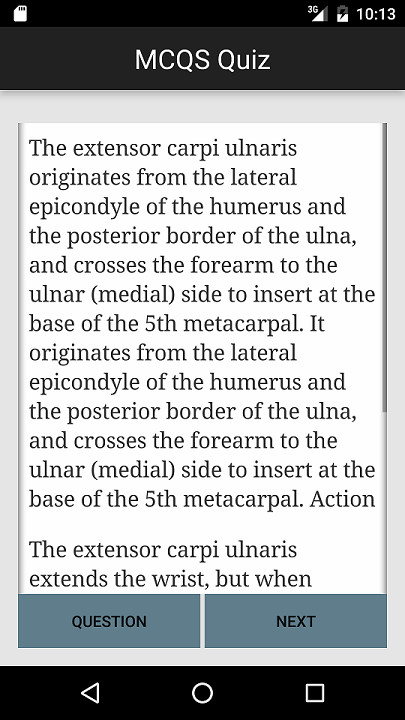 3G 10:13
MCQS Quiz
The extensor carpi ulnaris
originates from the lateral
epicondyle of the humerus and
the posterior border of the ulna,
and crosses the forearm to the
ulnar (medial) side to insert at the
base of the 5th metacarpal. It
originates from the lateral
epicondyle of the humerus and
the posterior border of the ulna,
and crosses the forearm to the
ulnar (medial) side to insert at the
base of the 5th metacarpal. Action
The extensor carpi ulnaris
extends the wrist, but when
QUESTION NEXT